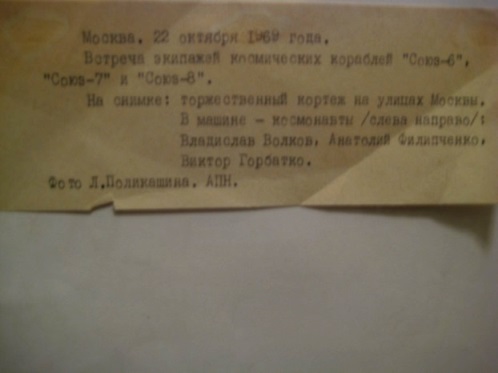 Москва. 22 октября 1969 года.
Встреча экипажей космических кораблей "Союз-6",
"Союз-7" и "Союз-8".
На снимке: торжественный кортеж на улицах Москвы.
В машине - космонавты /слева направо/:
Владислав Волков, Анатолий Филипченко,
Виктор Горбатко.
Фото Л.Поликашина. АПН.